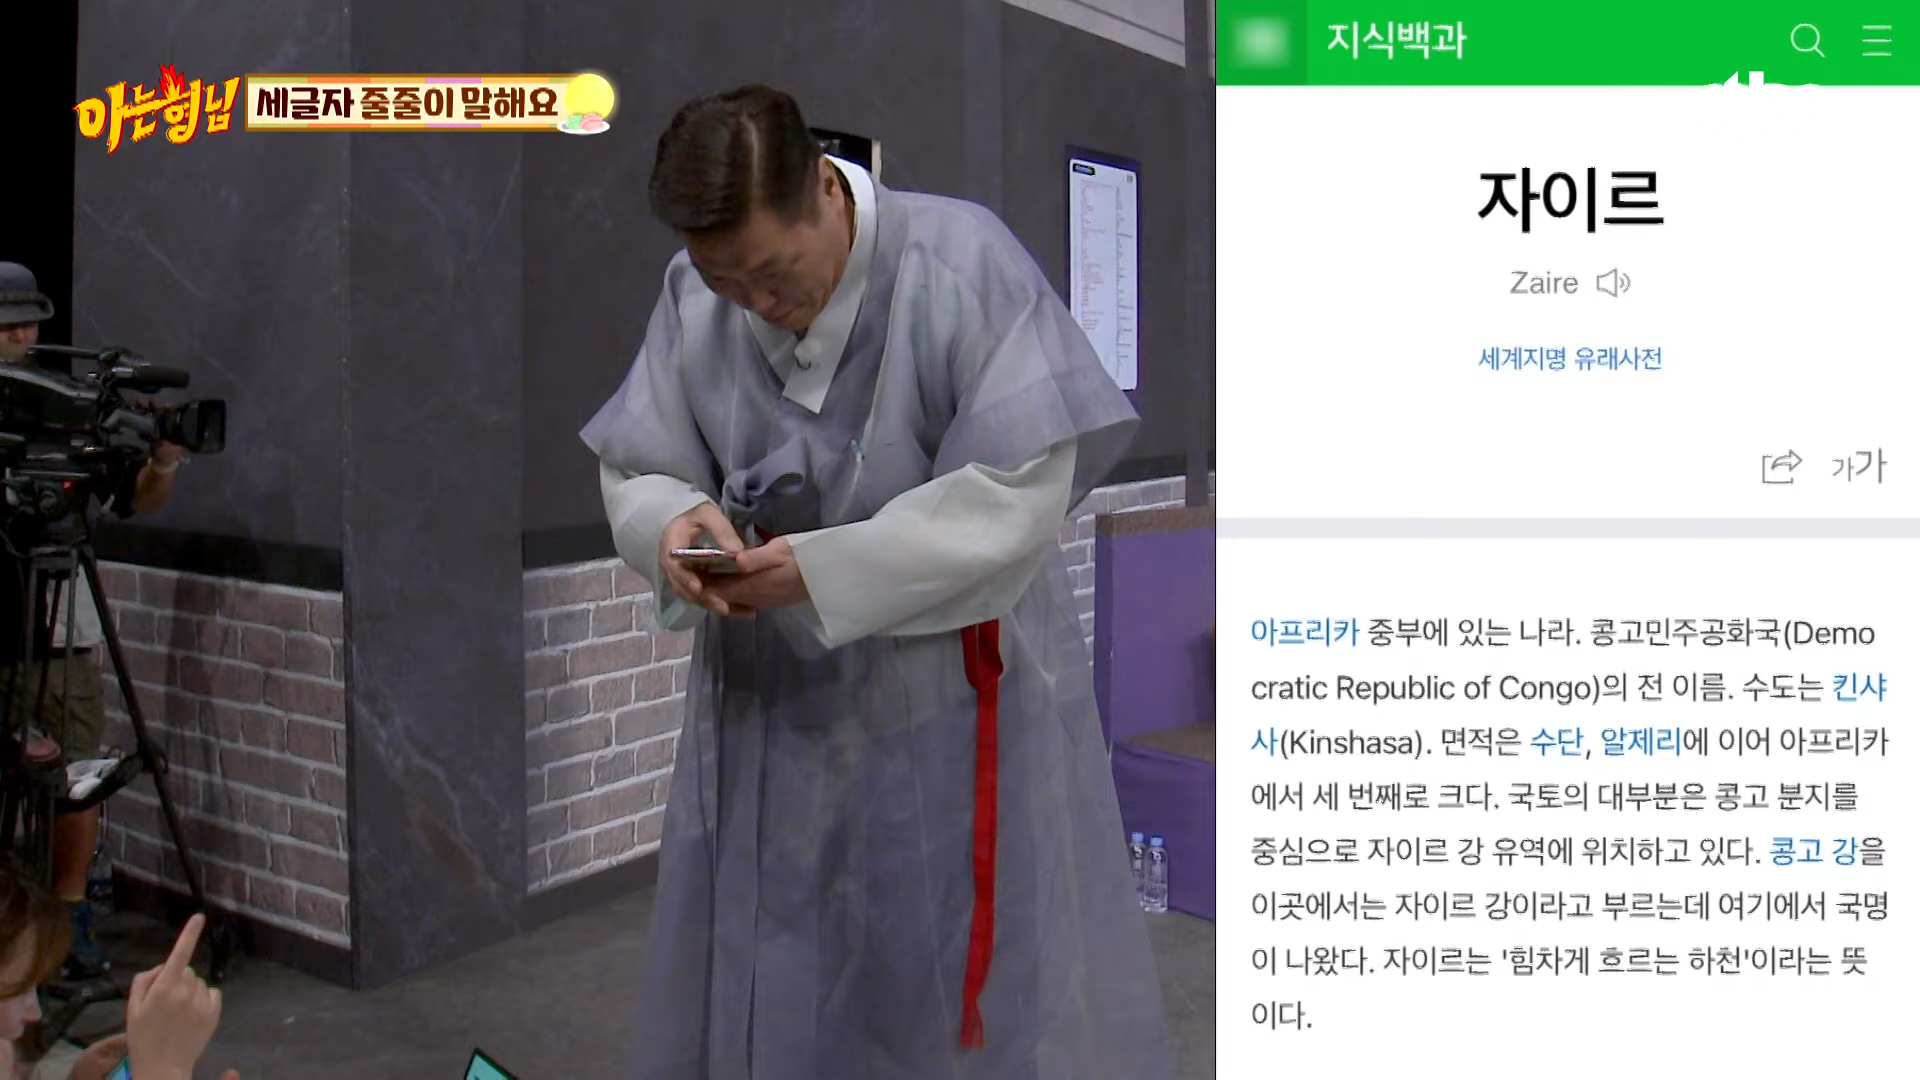 아는형님
세글자 줄줄이 말해요
지식백과
자이르
Zaire
세계지명 유래사전
가가
아프리카 중부에 있는 나라. 콩고민주공화국(Demo
cratic Republic of Congo)의 전 이름. 수도는 킨샤
사(Kinshasa). 면적은 수단, 알제리에 이어 아프리카
에서 세 번째로 크다. 국토의 대부분은 콩고 분지를
중심으로 자이르 강 유역에 위치하고 있다. 콩고 강을
이곳에서는 자이르 강이라고 부르는데 여기에서 국명
이 나왔다. 자이르는 '힘차게 흐르는 하천'이라는 뜻
이다.